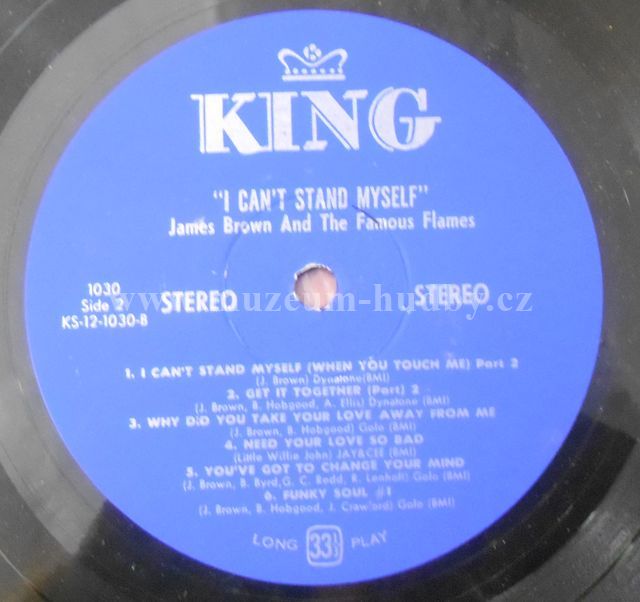 KING
"I CAN'T STAND MYSELF"
James Brown And The Famous Flames
1030
Side 2
KS-12-1030-B
STEREO
STEREO
www.muzeum-hudby.cz
1. I CAN'T STAND MYSELF (WHEN YOU TOUCH ME) Part 2
(J. Brown) Dynatone(BMI)
2. GET IT TOGETHER (Part) 2
(J. Brown, B. Hobgood, A. Ellis) Dynatone (BMI)
3. WHY DID YOU TAKE YOUR LOVE AWAY FROM ME
(J. Brown, B. Hobgood) Golo (BMI)
4. NEED YOUR LOVE SO BAD
(Little Willie John) JAY&CEE (BMI)
5. YOU'VE GOT TO CHANGE YOUR MIND
(J. Brown, B. Byrd,G. C. Redd, R. Lenhoff) Golo (BMI)
6. FUNKY SOUL #1
(J. Brown, B. Hobgood, J. Crawford) Golo (BMI)
LONG 33 1/3 PLAY